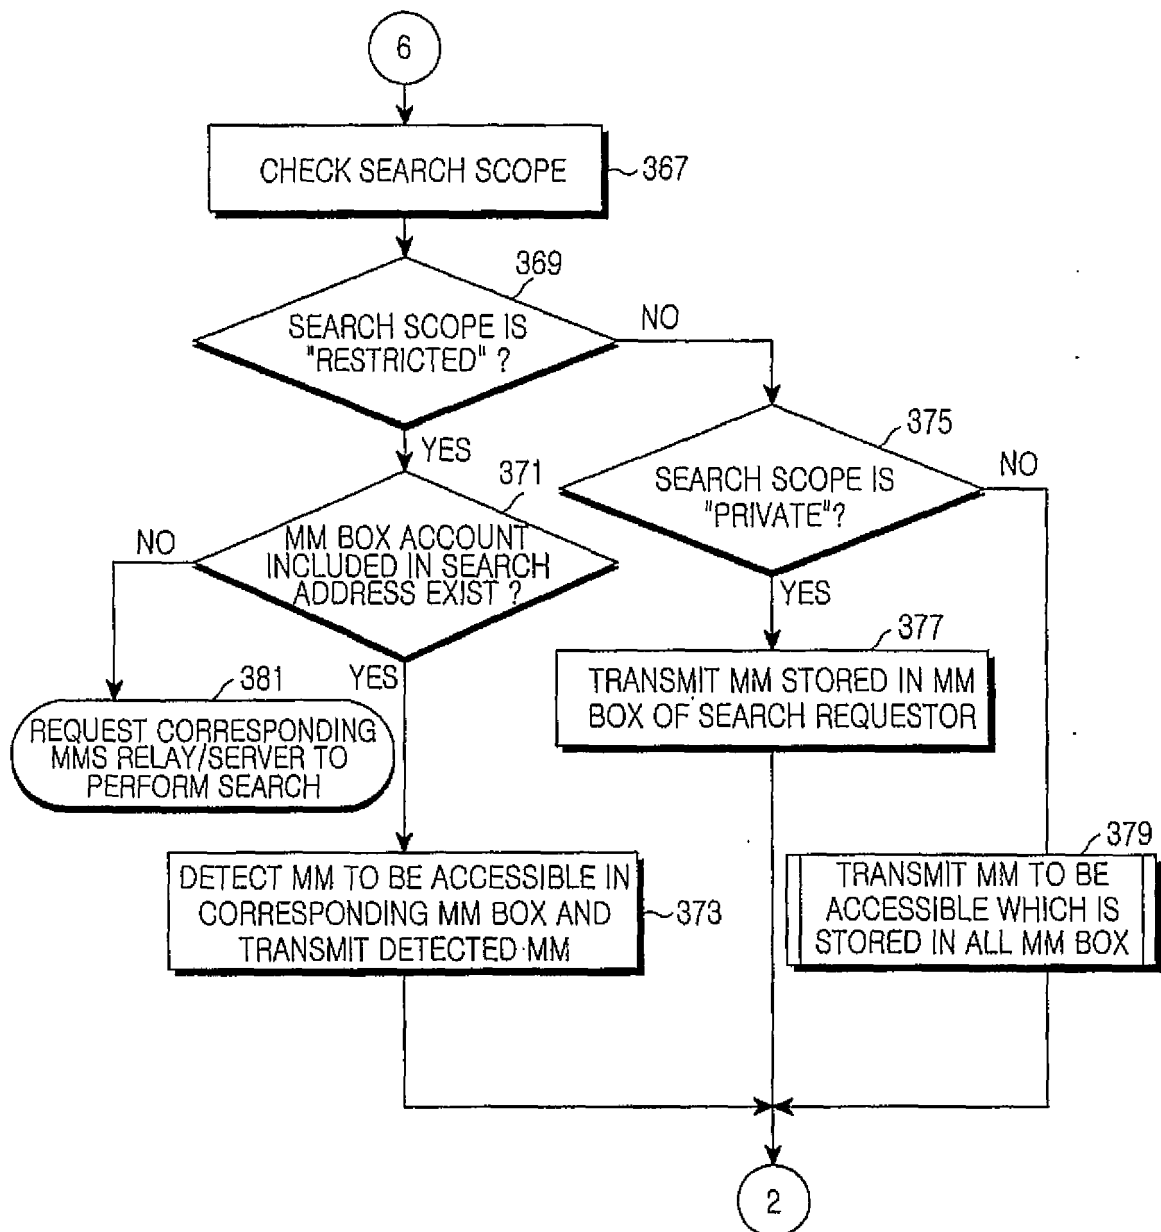 6
CHECK SEARCH SCOPE
367
369
SEARCH SCOPE IS
"RESTRICTED" ?
NO
YES
375
SEARCH SCOPE IS
"PRIVATE"?
NO
YES
371
MM BOX ACCOUNT
INCLUDED IN SEARCH
ADDRESS EXIST ?
NO
YES
377
TRANSMIT MM STORED IN MM
BOX OF SEARCH REQUESTOR
381
REQUEST CORRESPONDING
MMS RELAY/SERVER TO
PERFORM SEARCH
DETECT MM TO BE ACCESSIBLE IN
CORRESPONDING MM BOX AND
TRANSMIT DETECTED MM
373
379
TRANSMIT MM TO BE
ACCESSIBLE WHICH IS
STORED IN ALL MM BOX
2